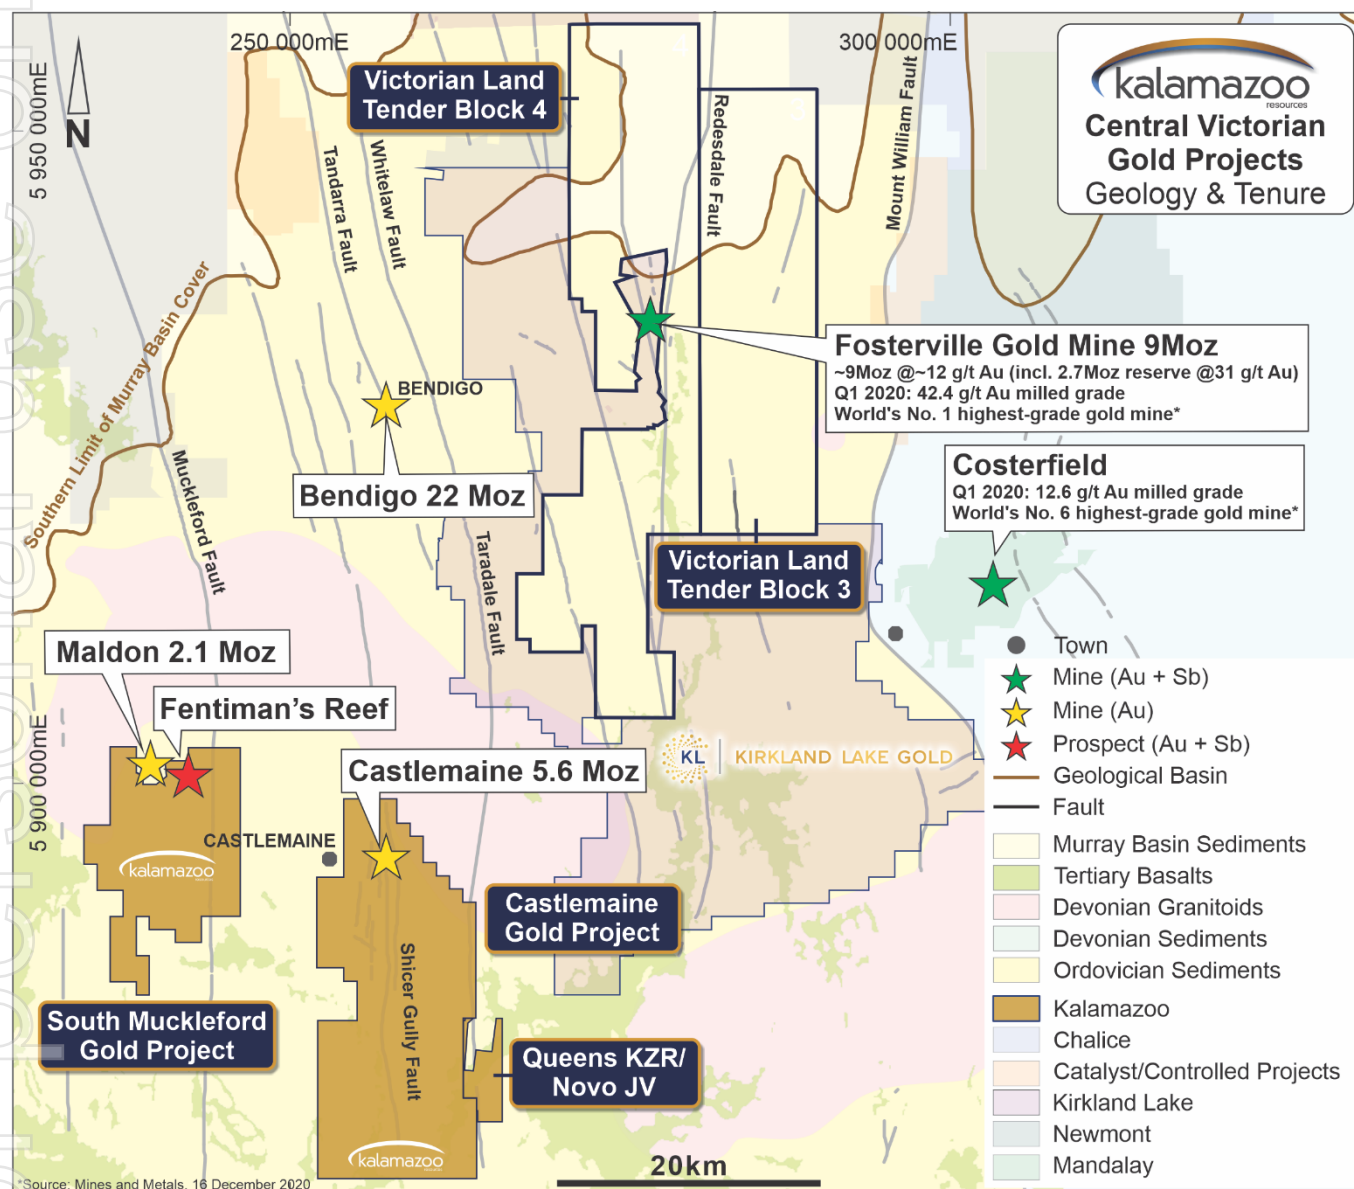 250 000mE
300 000mE
5 950 000mE
N
Victorian Land
Tender Block 4
kalamazoo
resources
Central Victorian
Gold Projects
Geology & Tenure
Tandarra Fault
Whitelaw Fault
Redesdale Fault
Mount William Fault
Southern Limit of Murray Basin Cover
Muckleford Fault
BENDIGO
Bendigo 22 Moz
Fosterville Gold Mine 9Moz
~9Moz @~12 g/t Au (incl. 2.7Moz reserve @31 g/t Au)
Q1 2020: 42.4 g/t Au milled grade
World's No. 1 highest-grade gold mine*
Costerfield
Q1 2020: 12.6 g/t Au milled grade
World's No. 6 highest-grade gold mine*
Taradale Fault
Victorian Land
Tender Block 3
Maldon 2.1 Moz
Fentiman's Reef
5 900 000mE
Castlemaine 5.6 Moz
CASTLEMAINE
KL
KIRKLAND LAKE GOLD
kalamazoo
Castlemaine
Gold Project
South Muckleford
Gold Project
Shicer Gully Fault
Queens KZR/
Novo JV
kalamazoo
20km
*Source: Mines and Metals, 16 December 2020
Town
Mine (Au + Sb)
Mine (Au)
Prospect (Au + Sb)
Geological Basin
Fault
Murray Basin Sediments
Tertiary Basalts
Devonian Granitoids
Devonian Sediments
Ordovician Sediments
Kalamazoo
Chalice
Catalyst/Controlled Projects
Kirkland Lake
Newmont
Mandalay